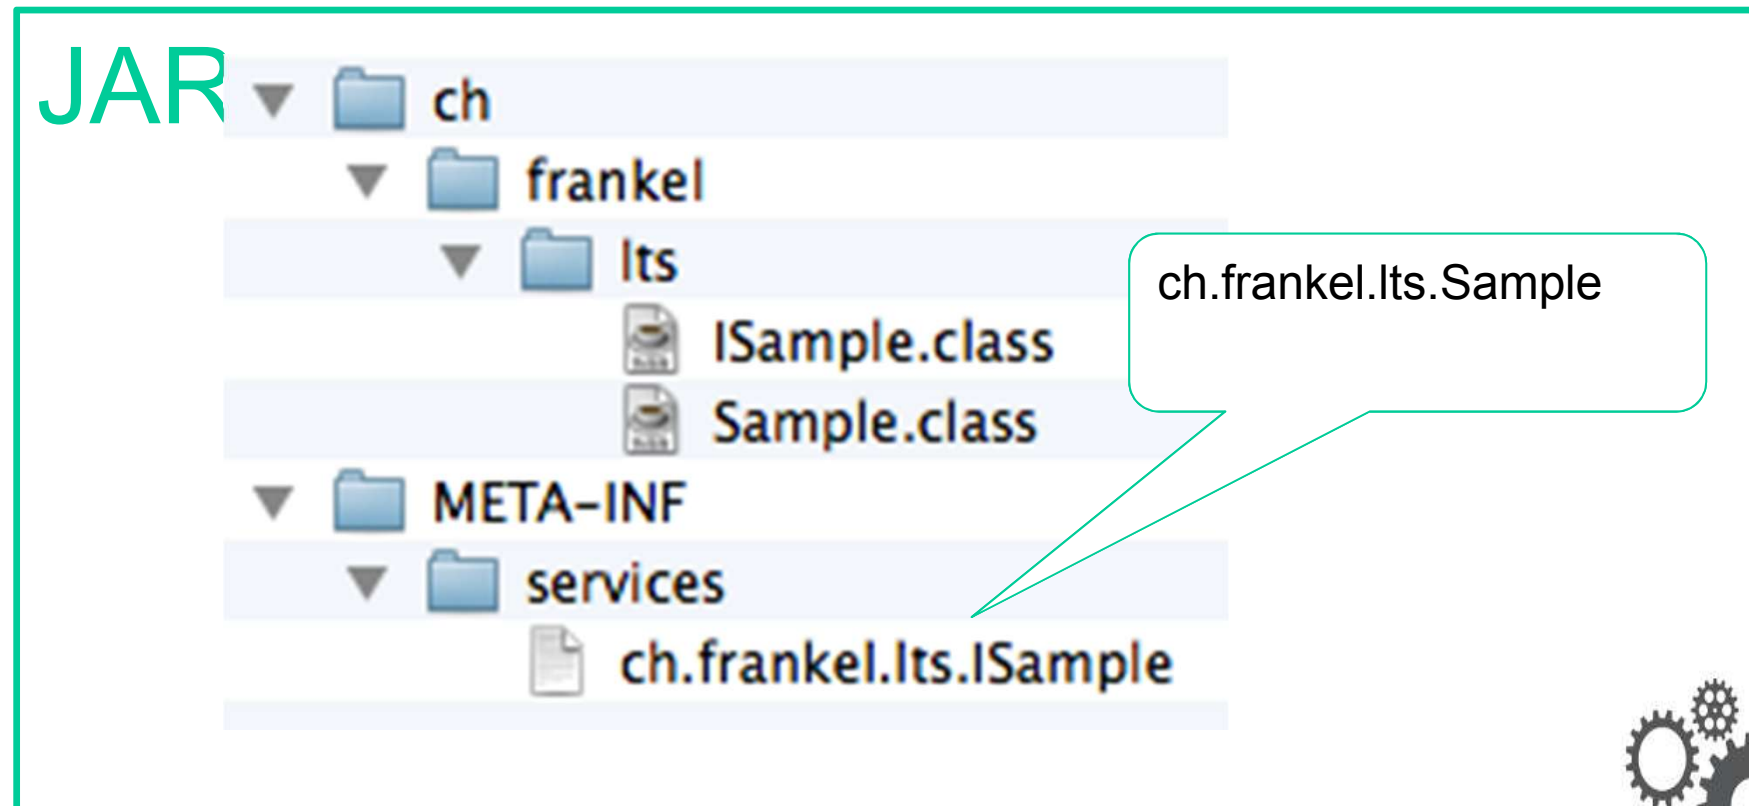 JAR
ch
frankel
lts
ch.frankel.lts.Sample
ISample.class
Sample.class
META-INF
services
ch.frankel.lts.ISample